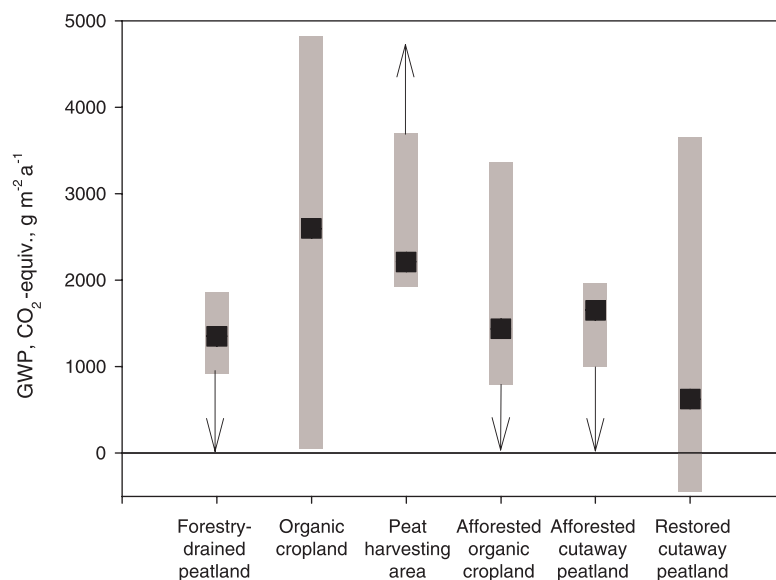 GWP, CO2-equiv., g m-2 a-1
5000
4000
3000
2000
1000
0
Forestry-
drained
peatland
Organic
cropland
Peat
harvesting
area
Afforested
organic
cropland
Afforested
cutaway
peatland
Restored
cutaway
peatland